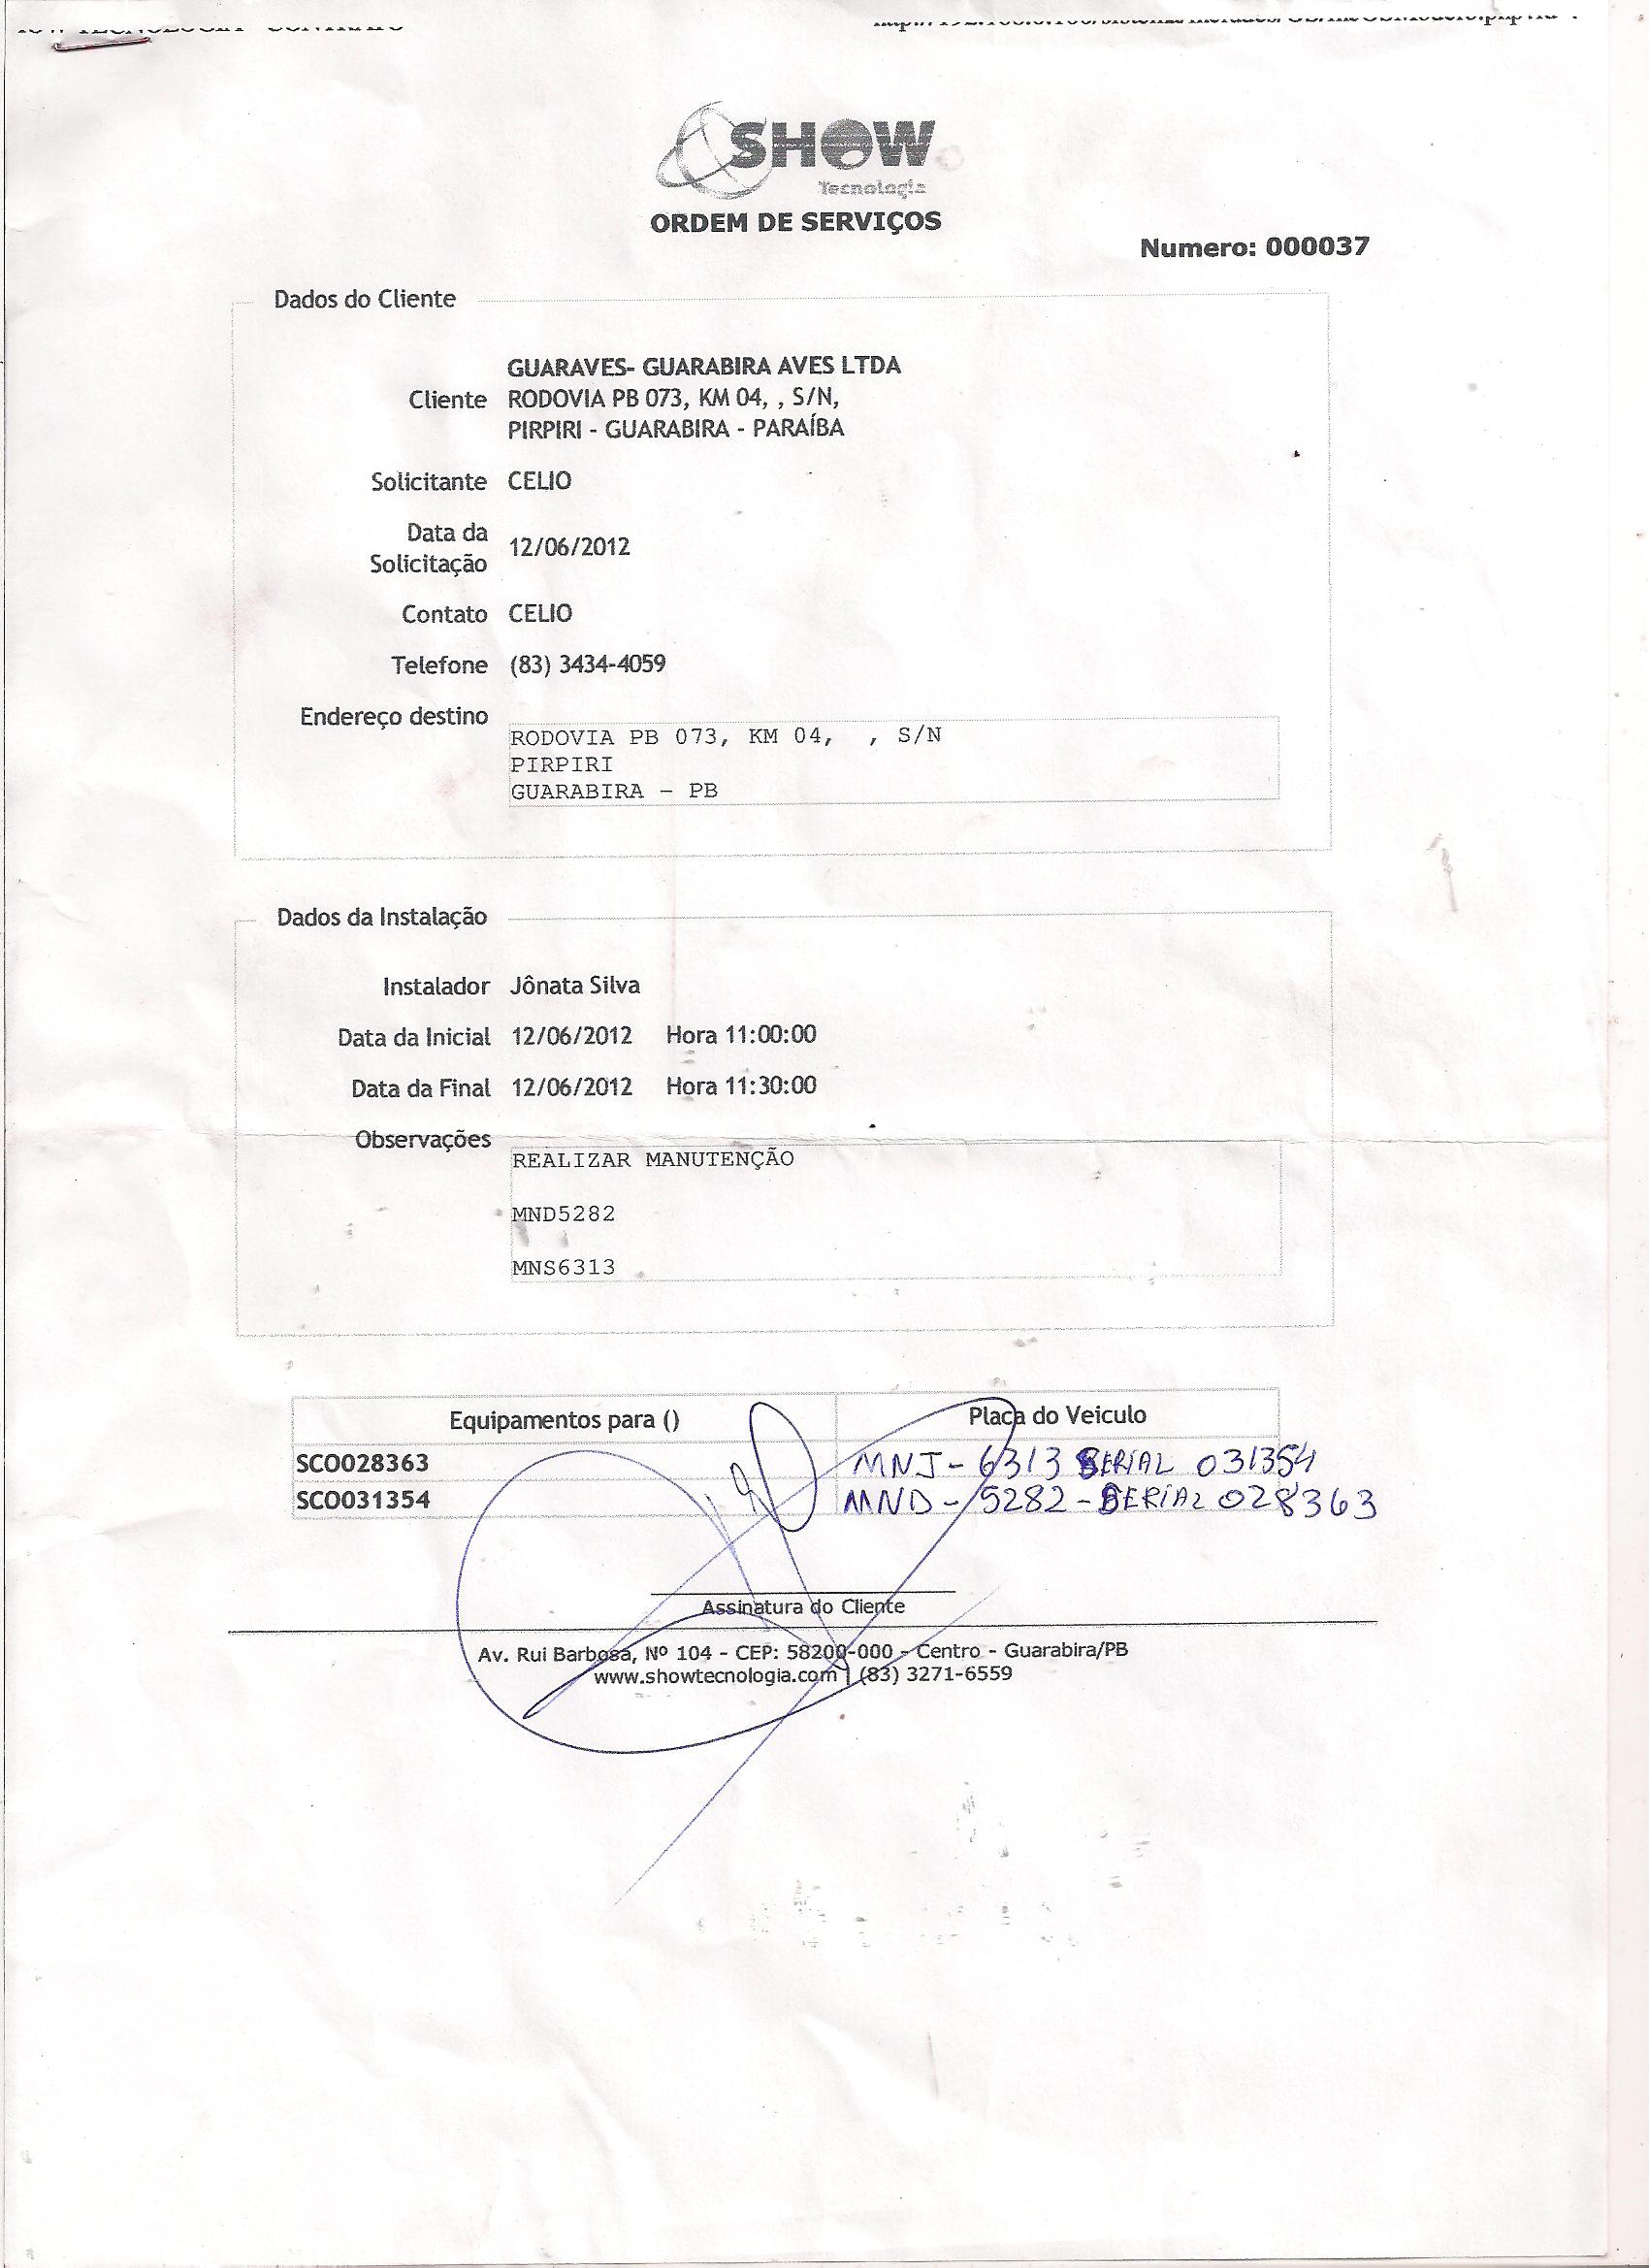 SHOW
Tecnologia
ORDEM DE SERVIÇOS
Numero: 000037
Dados do Cliente
GUARAVES- GUARABIRA AVES LTDA
Cliente RODOVIA PB 073, KM 04, , S/N,
PIRPIRI - GUARABIRA - PARAÍBA
Solicitante CELIO
Data da
Solicitação 12/06/2012
Contato CELIO
Telefone (83) 3434-4059
Endereço destino
RODOVIA PB 073, KM 04, , S/N
PIRPIRI
GUARABIRA - PB
Dados da Instalação
Instalador Jônata Silva
Data da Inicial 12/06/2012 Hora 11:00:00
Data da Final 12/06/2012 Hora 11:30:00
Observações
REALIZAR MANUTENÇÃO
MND5282
MNS6313
Equipamentos para () Placa do Veiculo
SCO028363 MNJ-6313 SERIAL 031354
SCO031354 MND-5282-SERIAL 028363
Assinatura do Cliente
Av. Rui Barbosa, Nº 104 - CEP: 58200-000 - Centro - Guarabira/PB
www.showtecnologia.com | (83) 3271-6559